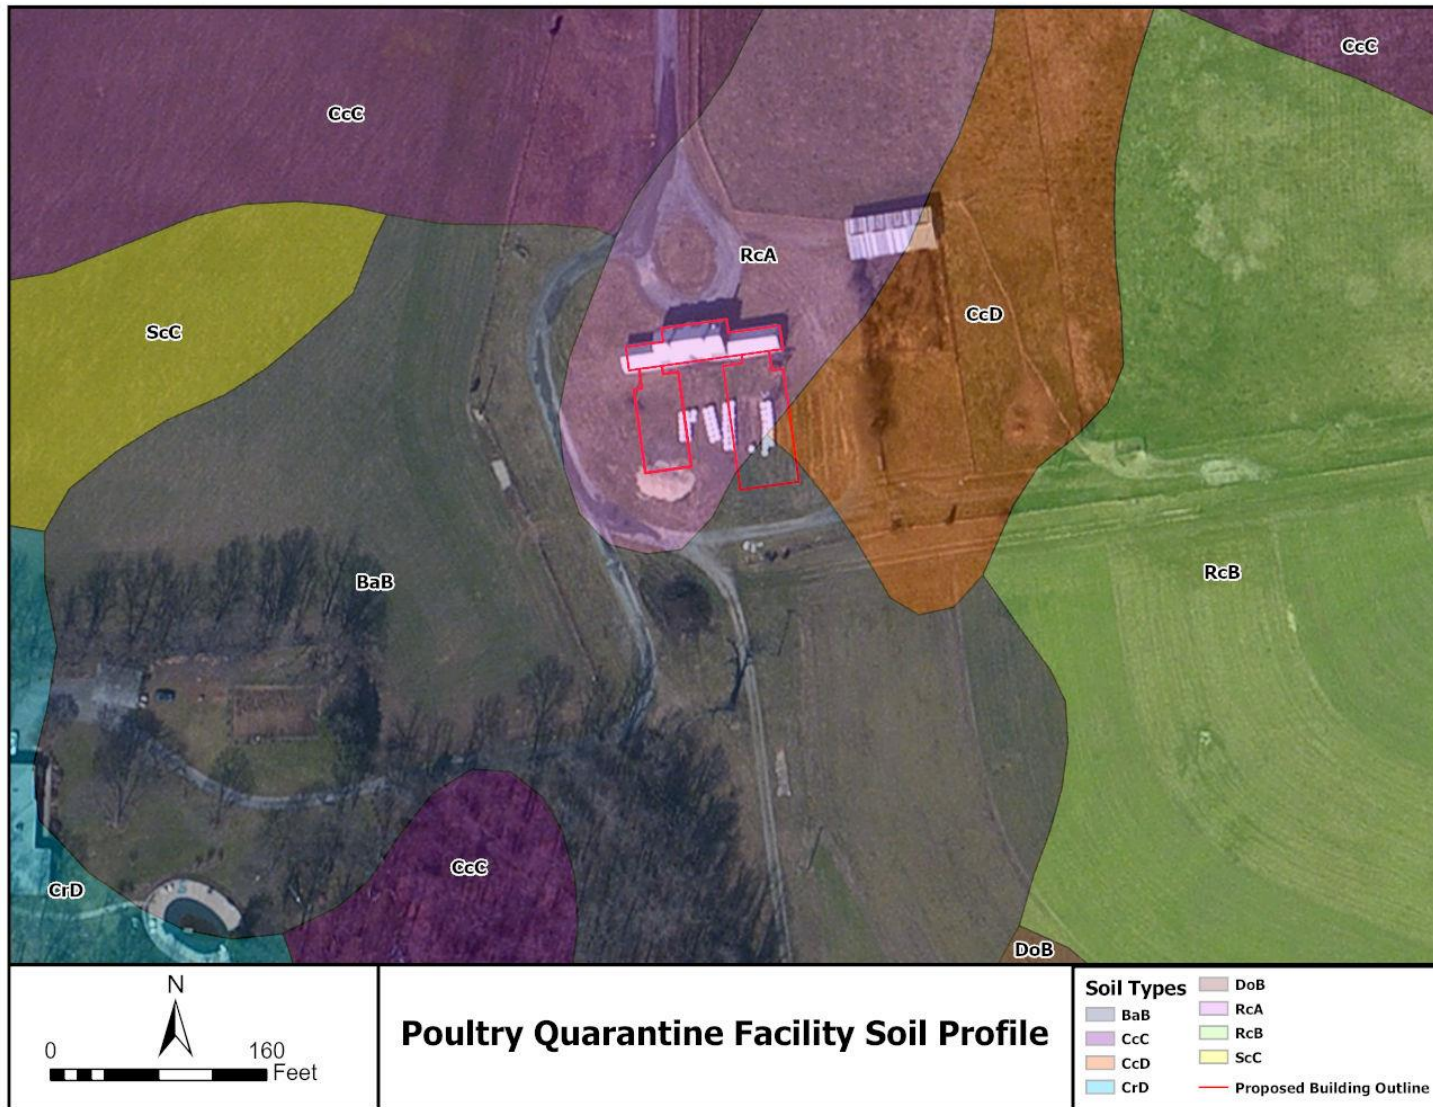 CcC
CcC
RcA
CcD
ScC
BaB
RcB
CcC
CrD
DoB
N
0 160
Feet
Poultry Quarantine Facility Soil Profile
Soil Types
BaB
CcC
CcD
CrD
DoB
RcA
RcB
ScC
Proposed Building Outline